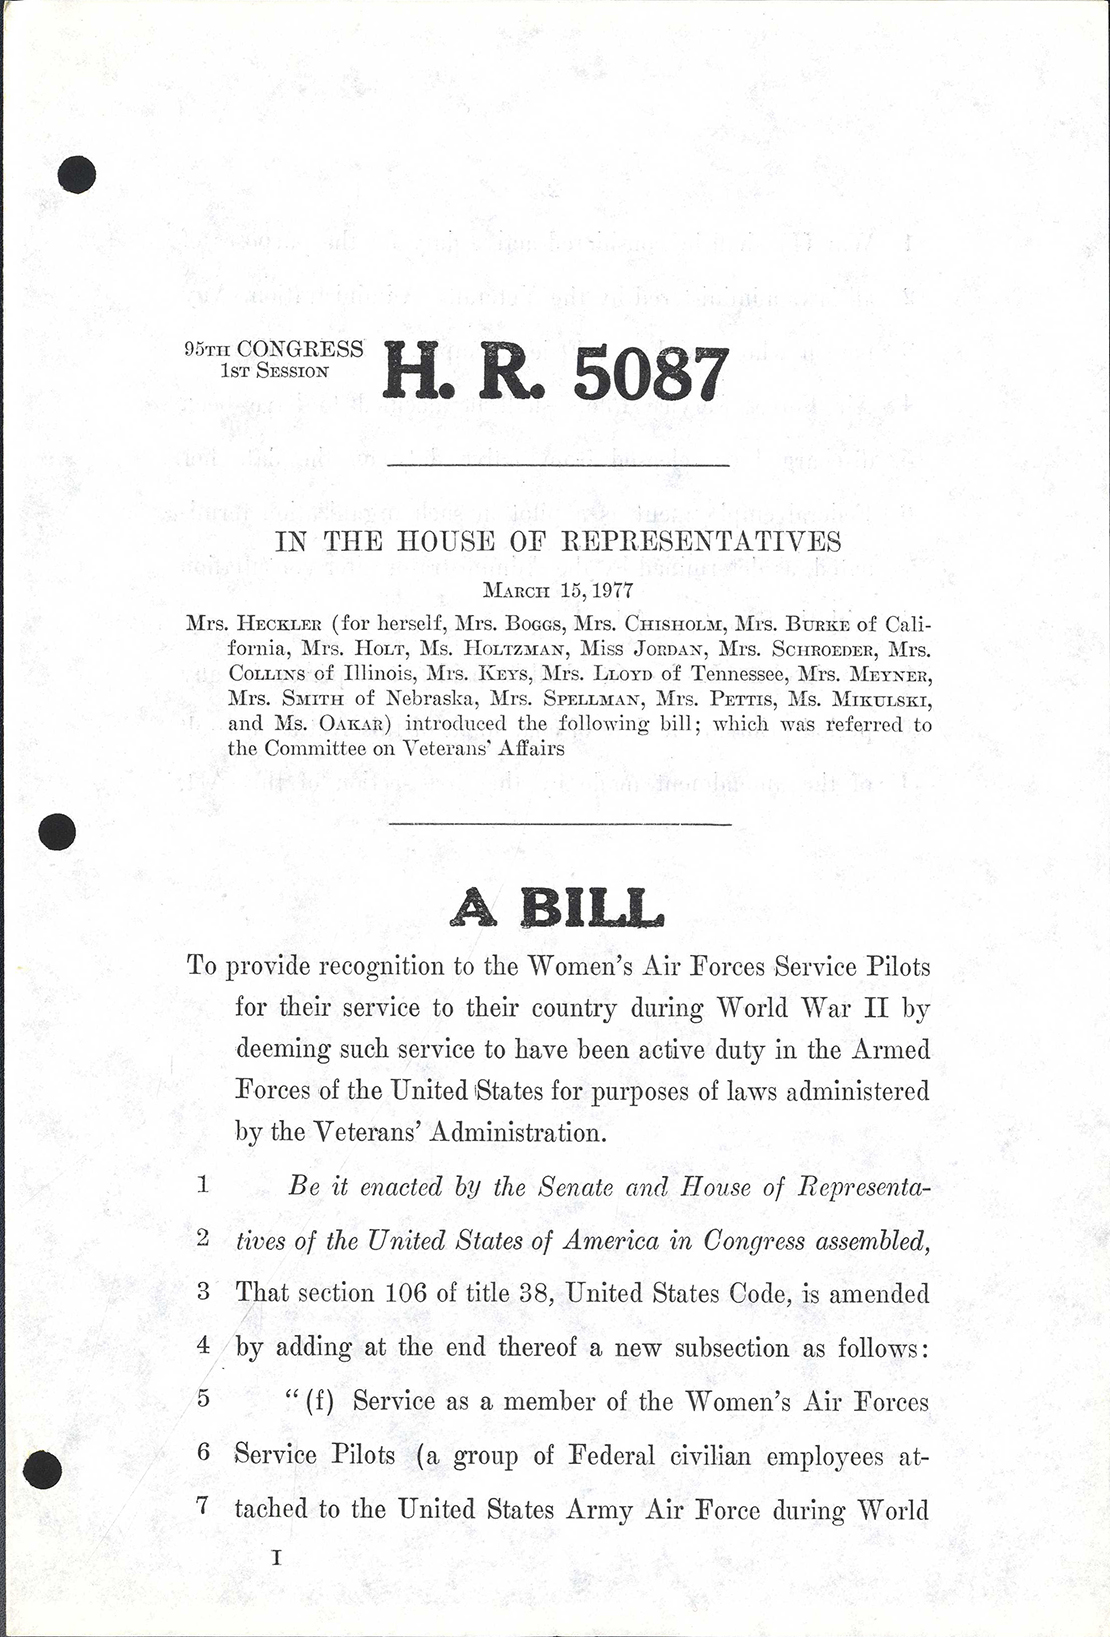 95TH CONGRESS
1ST SESSION
H. R. 5087
IN THE HOUSE OF REPRESENTATIVES
MARCH 15, 1977
Mrs. HECKLER (for herself, Mrs. BOGGS, Mrs. CHISHOLM, Mrs. BURKE of Cali-
fornia, Mrs. HOLT, Ms. HOLTZMAN, Miss JORDAN, Mrs. SCHROEDER, Mrs.
COLLINS of Illinois, Mrs. KEYS, Mrs. LLOYD of Tennessee, Mrs. MEYNER,
Mrs. SMITH of Nebraska, Mrs. SPELLMAN, Mrs. PETTIS, Ms. MIKULSKI,
and Ms. OAKAR) introduced the following bill; which was referred to
the Committee on Veterans' Affairs
A BILL
To provide recognition to the Women's Air Forces Service Pilots
for their service to their country during World War II by
deeming such service to have been active duty in the Armed
Forces of the United States for purposes of laws administered
by the Veterans' Administration.
1 Be it enacted by the Senate and House of Representa-
2 tives of the United States of America in Congress assembled,
3 That section 106 of title 38, United States Code, is amended
4 by adding at the end thereof a new subsection as follows:
5 "(f) Service as a member of the Women's Air Forces
6 Service Pilots (a group of Federal civilian employees at-
7 tached to the United States Army Air Force during World
I